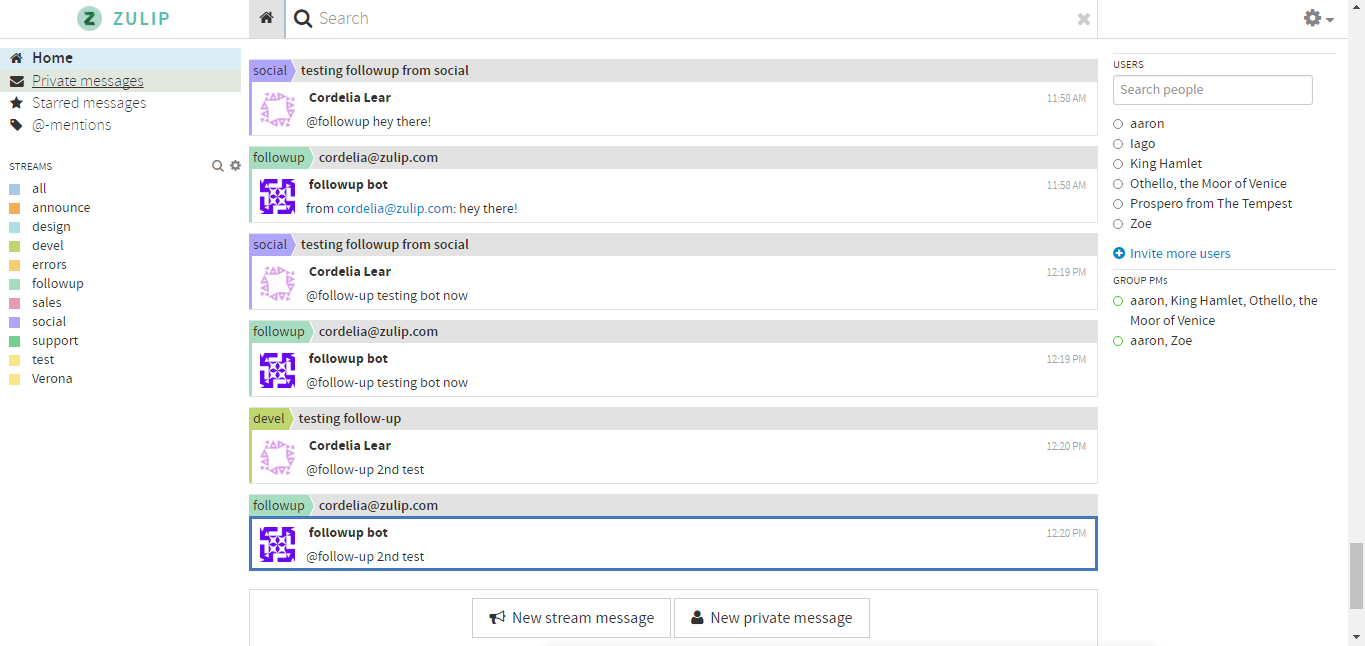 ZULIP
Search
Home
Private messages
Starred messages
@-mentions
STREAMS
all
announce
design
devel
errors
followup
sales
social
support
test
Verona
social testing followup from social
Cordelia Lear 11:58 AM
@followup hey there!
followup cordelia@zulip.com
followup bot 11:58 AM
from cordelia@zulip.com: hey there!
social testing followup from social
Cordelia Lear 12:19 PM
@follow-up testing bot now
followup cordelia@zulip.com
followup bot 12:19 PM
@follow-up testing bot now
devel testing follow-up
Cordelia Lear 12:20 PM
@follow-up 2nd test
followup cordelia@zulip.com
followup bot 12:20 PM
@follow-up 2nd test
New stream message New private message
USERS
Search people
aaron
Iago
King Hamlet
Othello, the Moor of Venice
Prospero from The Tempest
Zoe
Invite more users
GROUP PMs
aaron, King Hamlet, Othello, the
Moor of Venice
aaron, Zoe